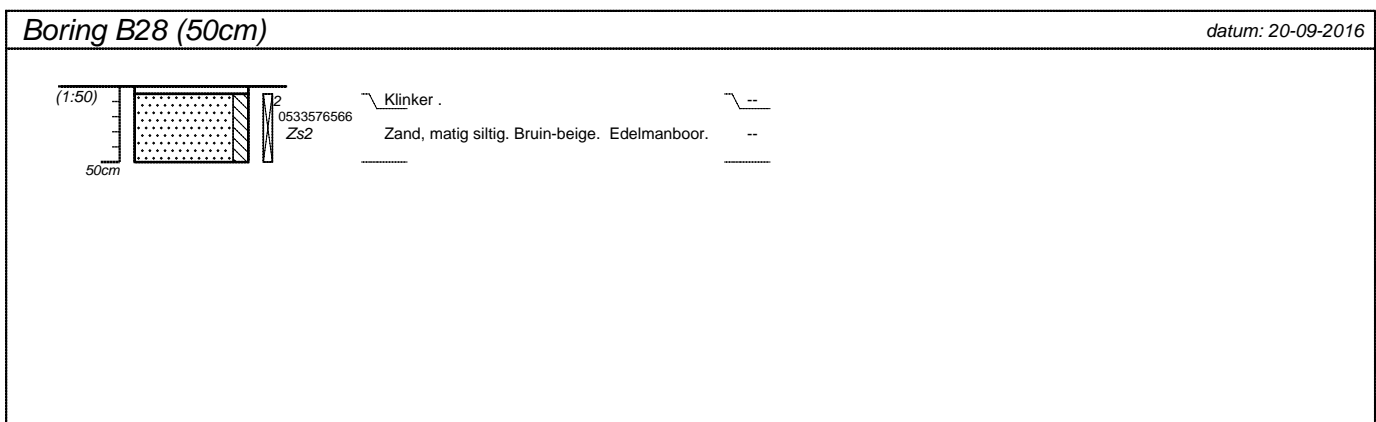 Boring B28 (50cm)
datum: 20-09-2016
(1:50)
2
Klinker .
--
0533576566
Zs2
Zand, matig siltig. Bruin-beige. Edelmanboor.
--
50cm